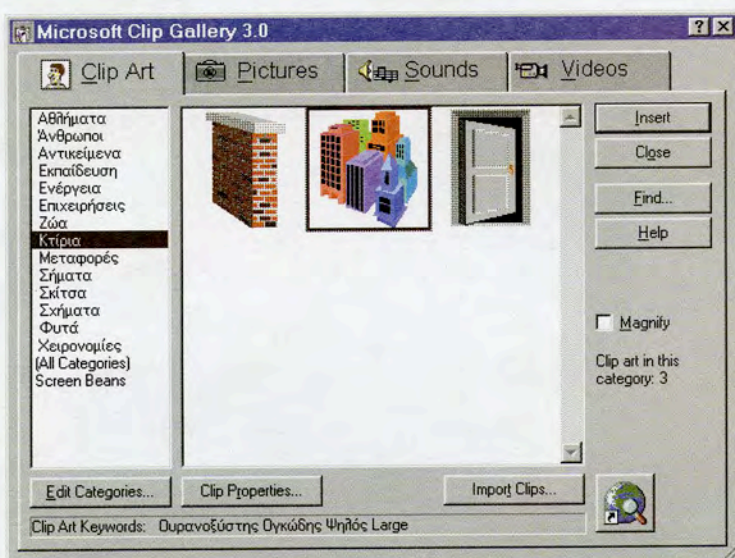 Microsoft Clip Gallery 3.0
Clip Art
Pictures
Sounds
Videos
Αθλήματα
Άνθρωποι
Αντικείμενα
Εκπαίδευση
Ενέργεια
Επιχειρήσεις
Ζώα
Κτίρια
Μεταφορές
Σήματα
Σκίτσα
Σχήματα
Φυτά
Χειρονομίες
(All Categories)
Screen Beans
Insert
Close
Find...
Help
Magnify
Clip art in this
category: 3
Edit Categories...
Clip Properties...
Import Clips...
Clip Art Keywords: Ουρανοξύστης Ογκώδης Ψηλός Large